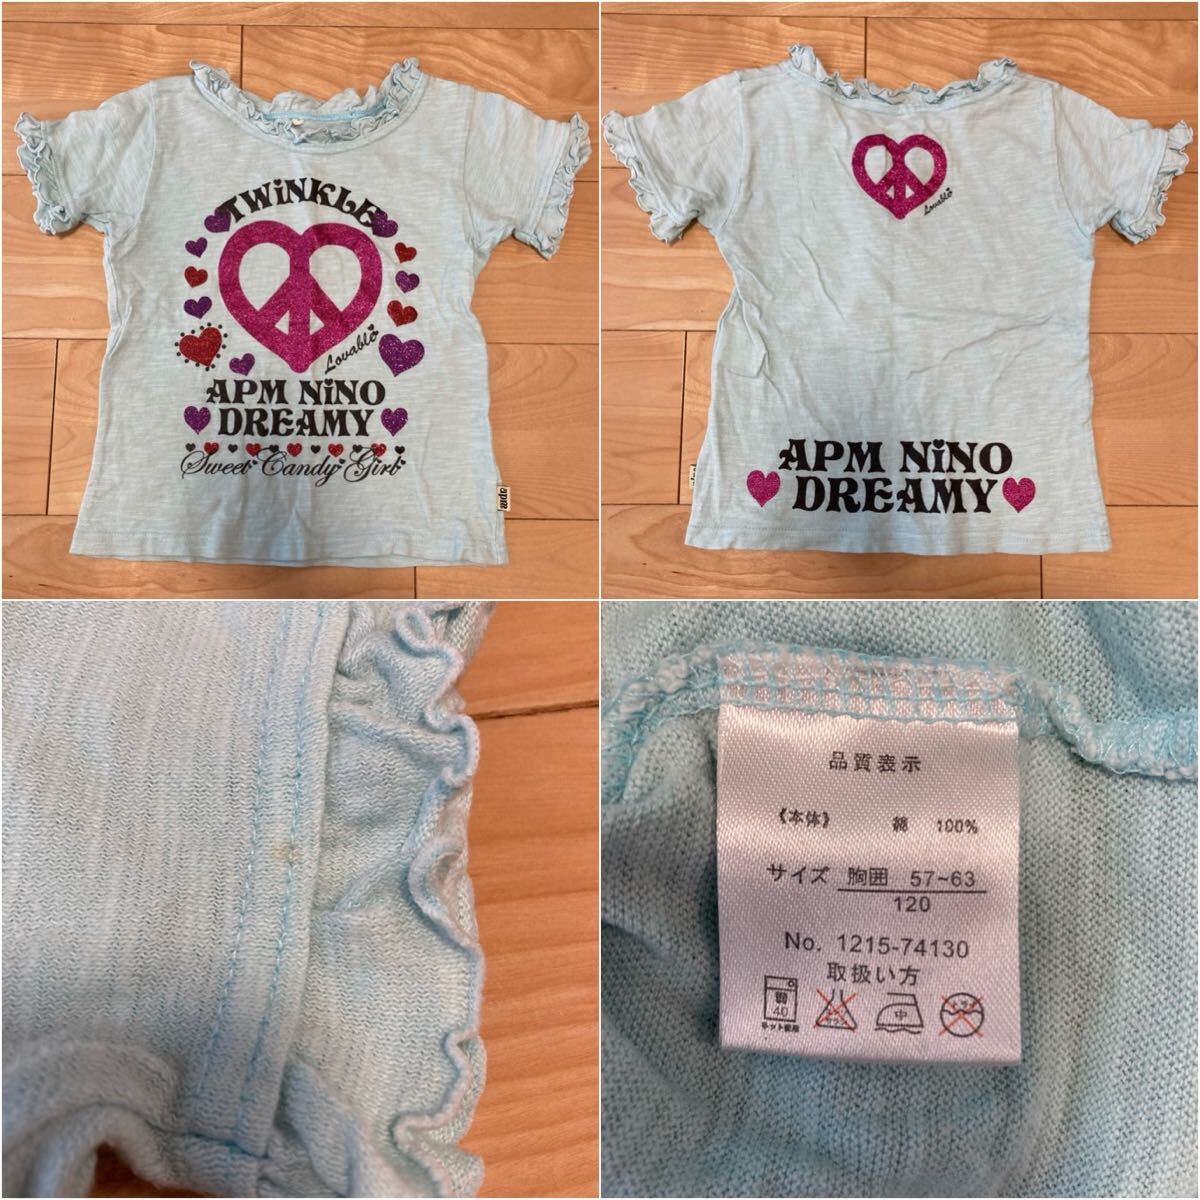 TWiNKLE
Lovable
APM NiNO
DREAMY
Sweet Candy Girl
apm
Lovable
APM NiNO
DREAMY
品質表示
《本体》 綿 100%
サイズ 胸囲 57~63
120
No. 1215-74130
取扱い方
40
中
ネット使用